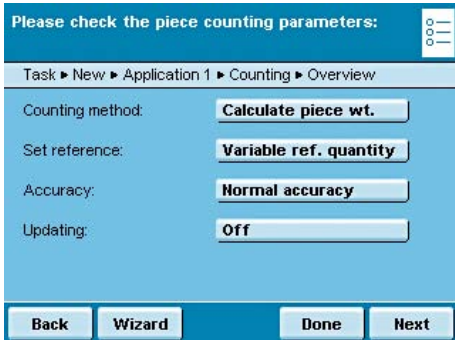 Please check the piece counting parameters:
Task ▸ New ▸ Application 1 ▸ Counting ▸ Overview
Counting method: Calculate piece wt.
Set reference: Variable ref. quantity
Accuracy: Normal accuracy
Updating: Off
Back Wizard Done Next